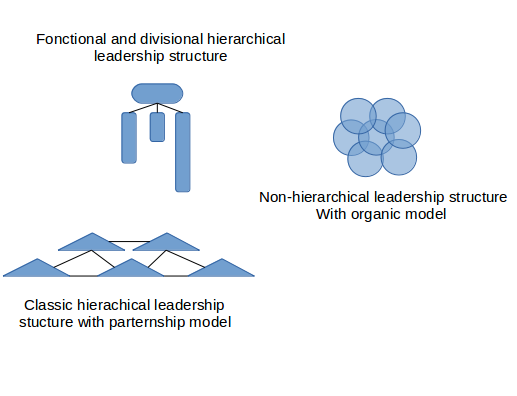 Fonctional and divisional hierarchical
leadership structure
Non-hierarchical leadership structure
With organic model
Classic hierachical leadership
stucture with parternship model